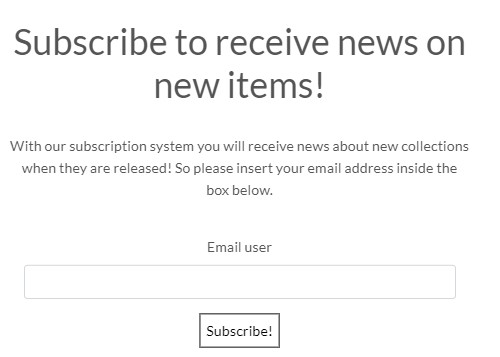 Subscribe to receive news on
new items!
With our subscription system you will receive news about new collections
when they are released! So please insert your email address inside the
box below.
Email user
Subscribe!